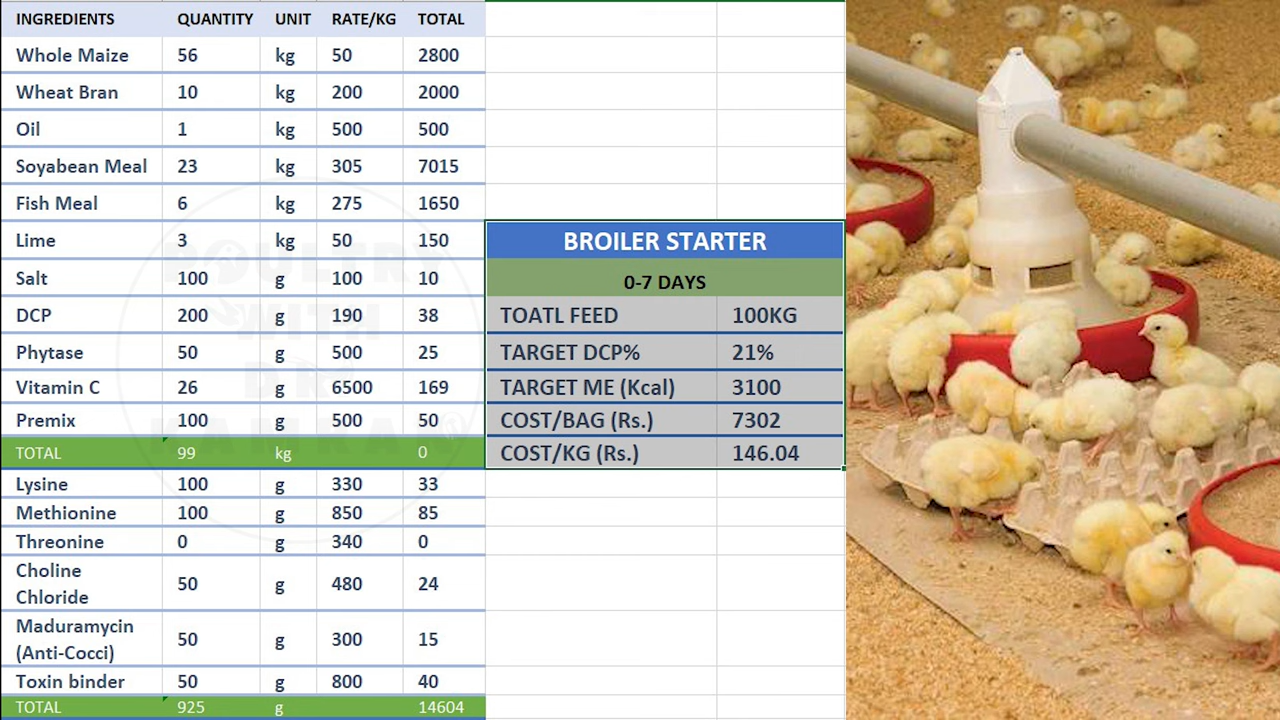 INGREDIENTS QUANTITY UNIT RATE/KG TOTAL
Whole Maize 56 kg 50 2800
Wheat Bran 10 kg 200 2000
Oil 1 kg 500 500
Soyabean Meal 23 kg 305 7015
Fish Meal 6 kg 275 1650
Lime 3 kg 50 150
Salt 100 g 100 10
DCP 200 g 190 38
Phytase 50 g 500 25
Vitamin C 26 g 6500 169
Premix 100 g 500 50
TOTAL 99 kg 0
Lysine 100 g 330 33
Methionine 100 g 850 85
Threonine 0 g 340 0
Choline
Chloride 50 g 480 24
Maduramycin
(Anti-Cocci) 50 g 300 15
Toxin binder 50 g 800 40
TOTAL 925 g 14604
BROILER STARTER
0-7 DAYS
TOATL FEED 100KG
TARGET DCP% 21%
TARGET ME (Kcal) 3100
COST/BAG (Rs.) 7302
COST/KG (Rs.) 146.04
POULTRY
WITH
DR.
KAMRAN